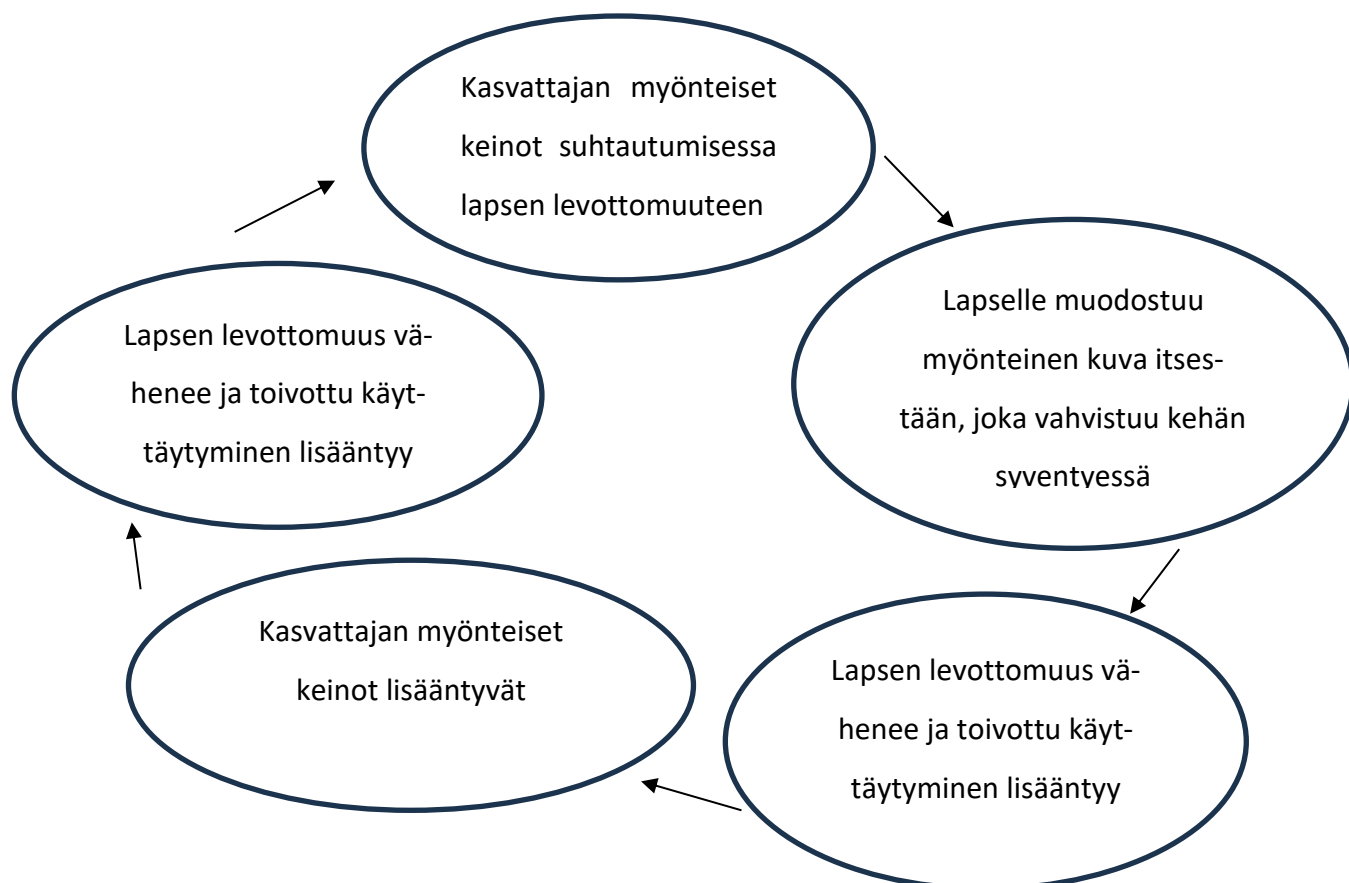 Kasvattajan myönteiset
keinot suhtautumisessa
lapsen levottomuuteen
Lapselle muodostuu
myönteinen kuva itses-
tään, joka vahvistuu kehän
syventyessä
Lapsen levottomuus vä-
henee ja toivottu käyt-
täytyminen lisääntyy
Kasvattajan myönteiset
keinot lisääntyvät
Lapsen levottomuus vä-
henee ja toivottu käyt-
täytyminen lisääntyy